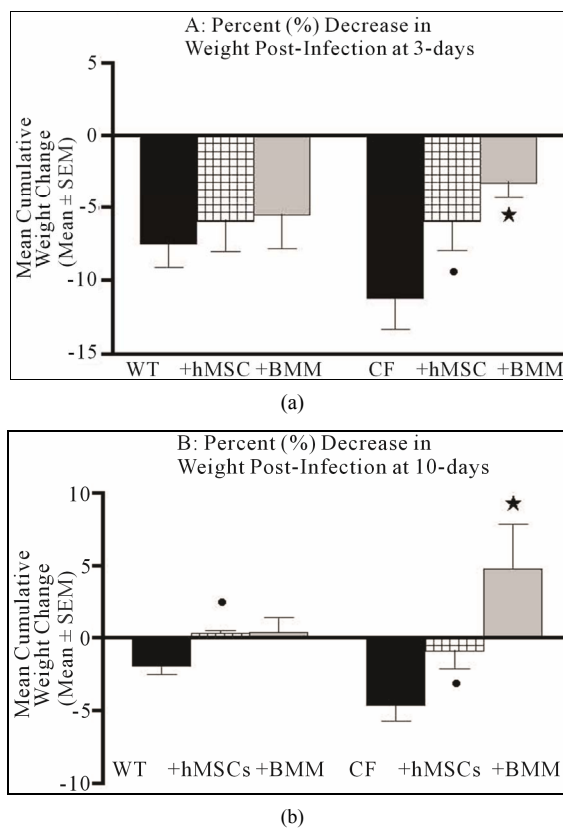 A: Percent (%) Decrease in
Weight Post-Infection at 3-days
Mean Cumulative
Weight Change
(Mean ± SEM)
5
0
-5
-10
-15
WT +hMSC +BMM CF +hMSC +BMM
(a)
B: Percent (%) Decrease in
Weight Post-Infection at 10-days
Mean Cumulative
Weight Change
(Mean ± SEM)
10
5
0
-5
-10
WT +hMSCs +BMM CF +hMSCs +BMM
(b)